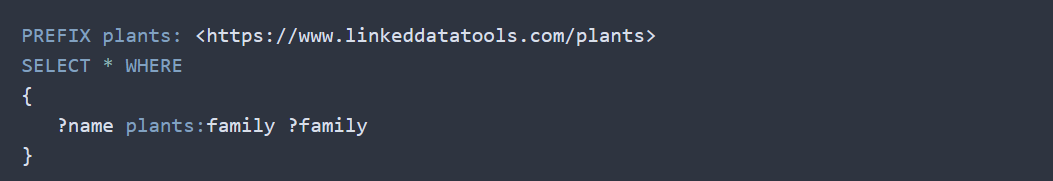 PREFIX plants: <https://www.linkeddatatools.com/plants>
SELECT * WHERE
{
   ?name plants:family ?family
}